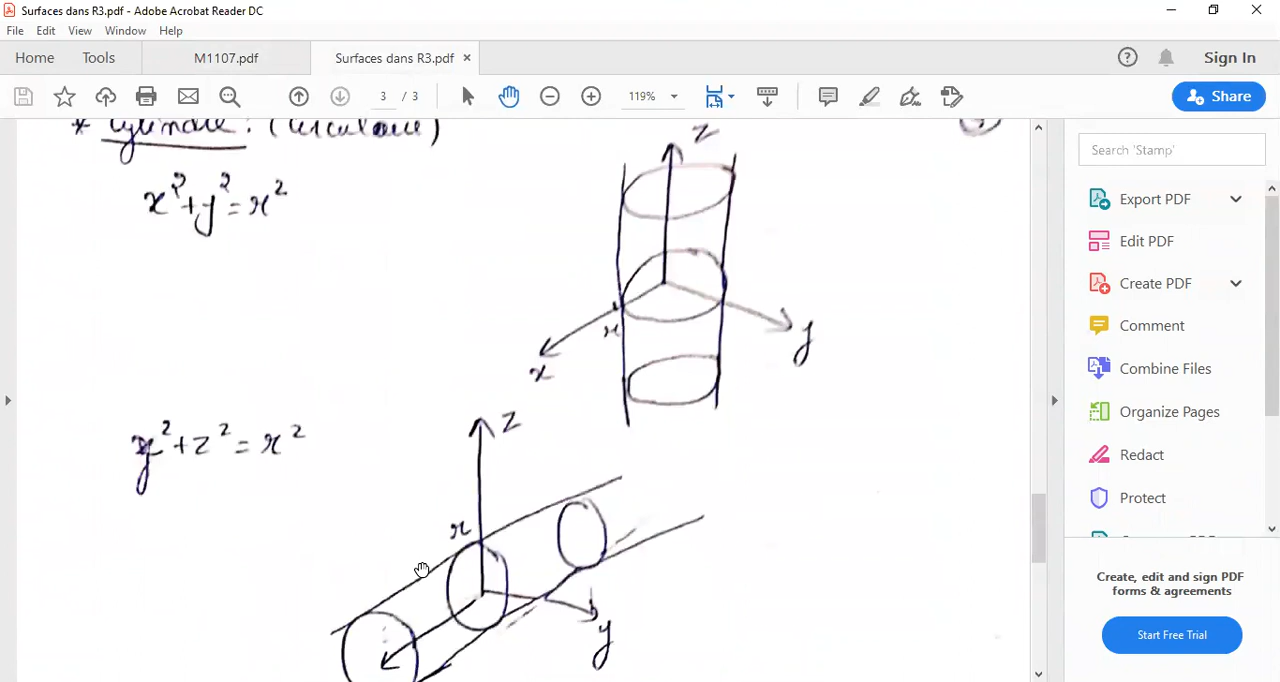 Surfaces dans R3.pdf - Adobe Acrobat Reader DC
File Edit View Window Help
Home Tools M1107.pdf Surfaces dans R3.pdf × Sign In
3 / 3 119% Share
* Cylindre : (circulaire)
z
x²+y²=r²
r
y
x
y²+z²=r²
z
r
y
Search 'Stamp'
Export PDF
Edit PDF
Create PDF
Comment
Combine Files
Organize Pages
Redact
Protect
Create, edit and sign PDF
forms & agreements
Start Free Trial